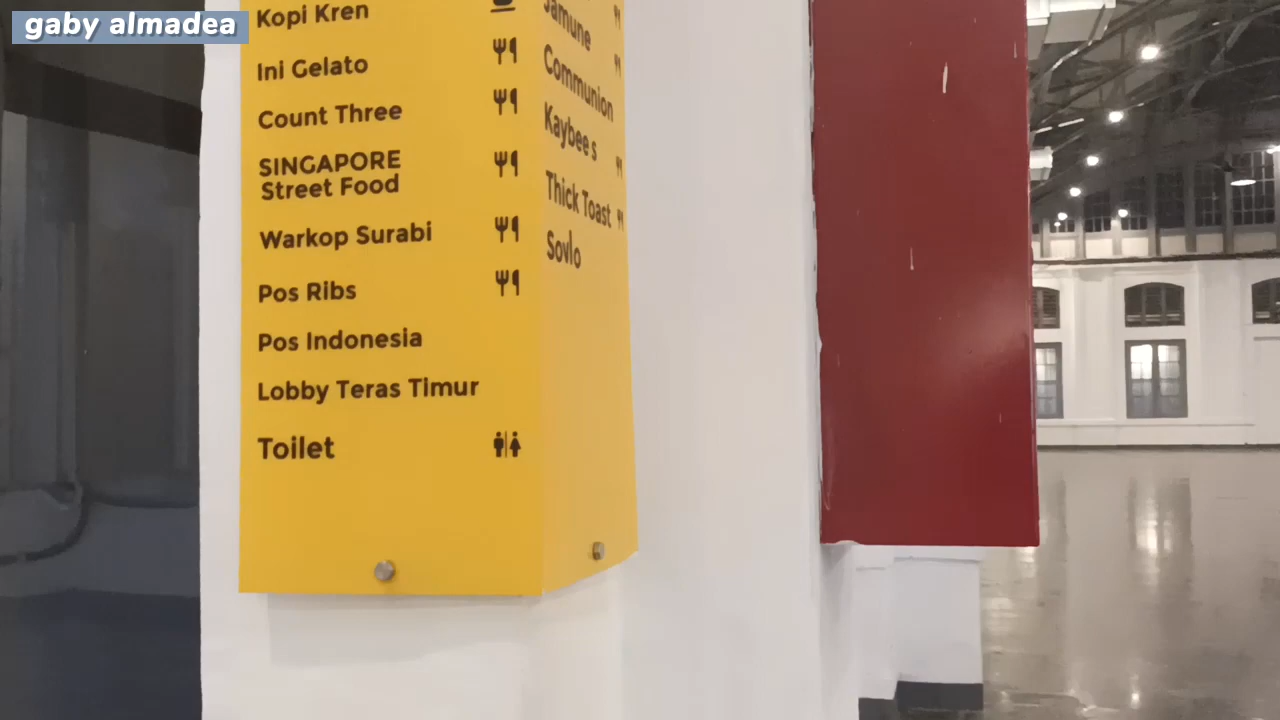 gaby almadea
Kopi Kren
Ini Gelato
Count Three
SINGAPORE
Street Food
Warkop Surabi
Pos Ribs
Pos Indonesia
Lobby Teras Timur
Toilet
Jamune
Communion
Kaybee s
Thick Toast
Sovlo